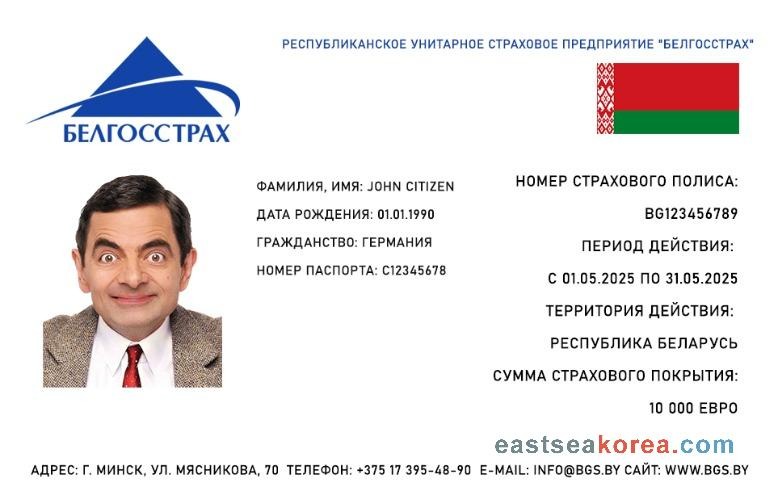 РЕСПУБЛИКАНСКОЕ УНИТАРНОЕ СТРАХОВОЕ ПРЕДПРИЯТИЕ "БЕЛГОССТРАХ"
БЕЛГОССТРАХ
ФАМИЛИЯ, ИМЯ: JOHN CITIZEN
ДАТА РОЖДЕНИЯ: 01.01.1990
ГРАЖДАНСТВО: ГЕРМАНИЯ
НОМЕР ПАСПОРТА: C12345678
НОМЕР СТРАХОВОГО ПОЛИСА:
BG123456789
ПЕРИОД ДЕЙСТВИЯ:
С 01.05.2025 ПО 31.05.2025
ТЕРРИТОРИЯ ДЕЙСТВИЯ:
РЕСПУБЛИКА БЕЛАРУСЬ
СУММА СТРАХОВОГО ПОКРЫТИЯ:
10 000 ЕВРО
eastseakorea.com
АДРЕС: Г. МИНСК, УЛ. МЯСНИКОВА, 70 ТЕЛЕФОН: +375 17 395-48-90 E-MAIL: INFO@BGS.BY САЙТ: WWW.BGS.BY